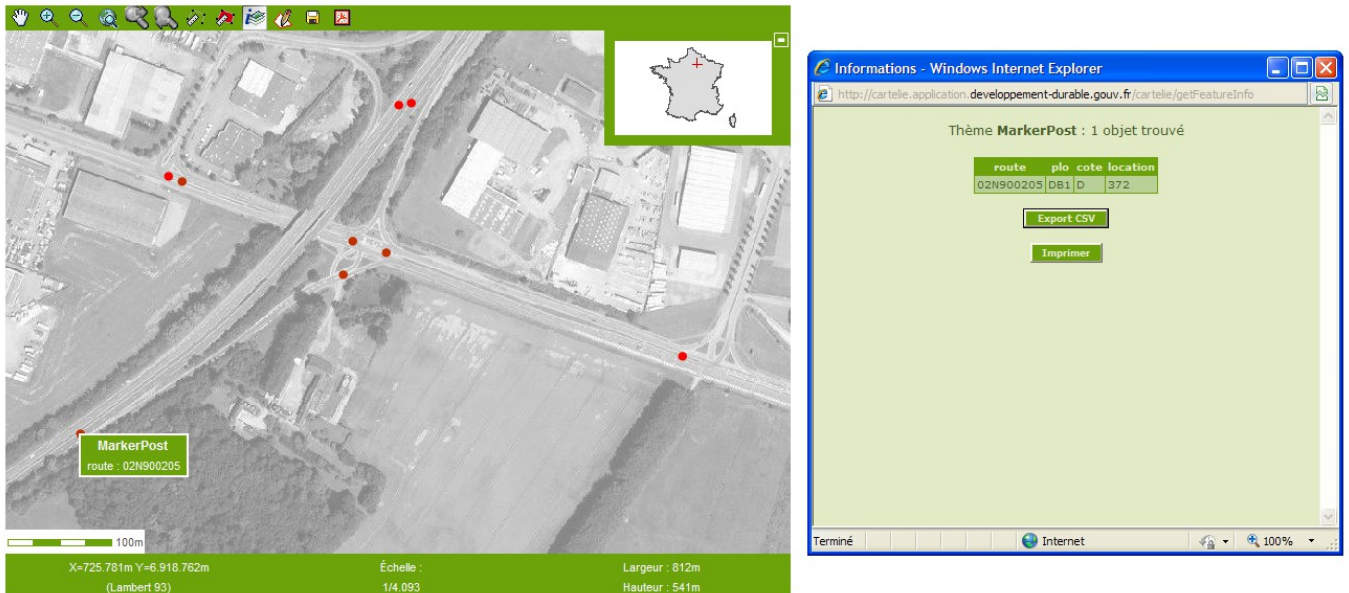 MarkerPost
route : 02N900205
100m
X=725.781m Y=6.918.762m
(Lambert 93)
Échelle :
1/4.093
Largeur : 812m
Hauteur : 541m
Informations - Windows Internet Explorer
http://cartelie.application.developpement-durable.gouv.fr/cartelie/getFeatureInfo
Thème MarkerPost : 1 objet trouvé
route plo cote location
02N900205 DB1 D 372
Export CSV
Imprimer
Terminé
Internet
100%